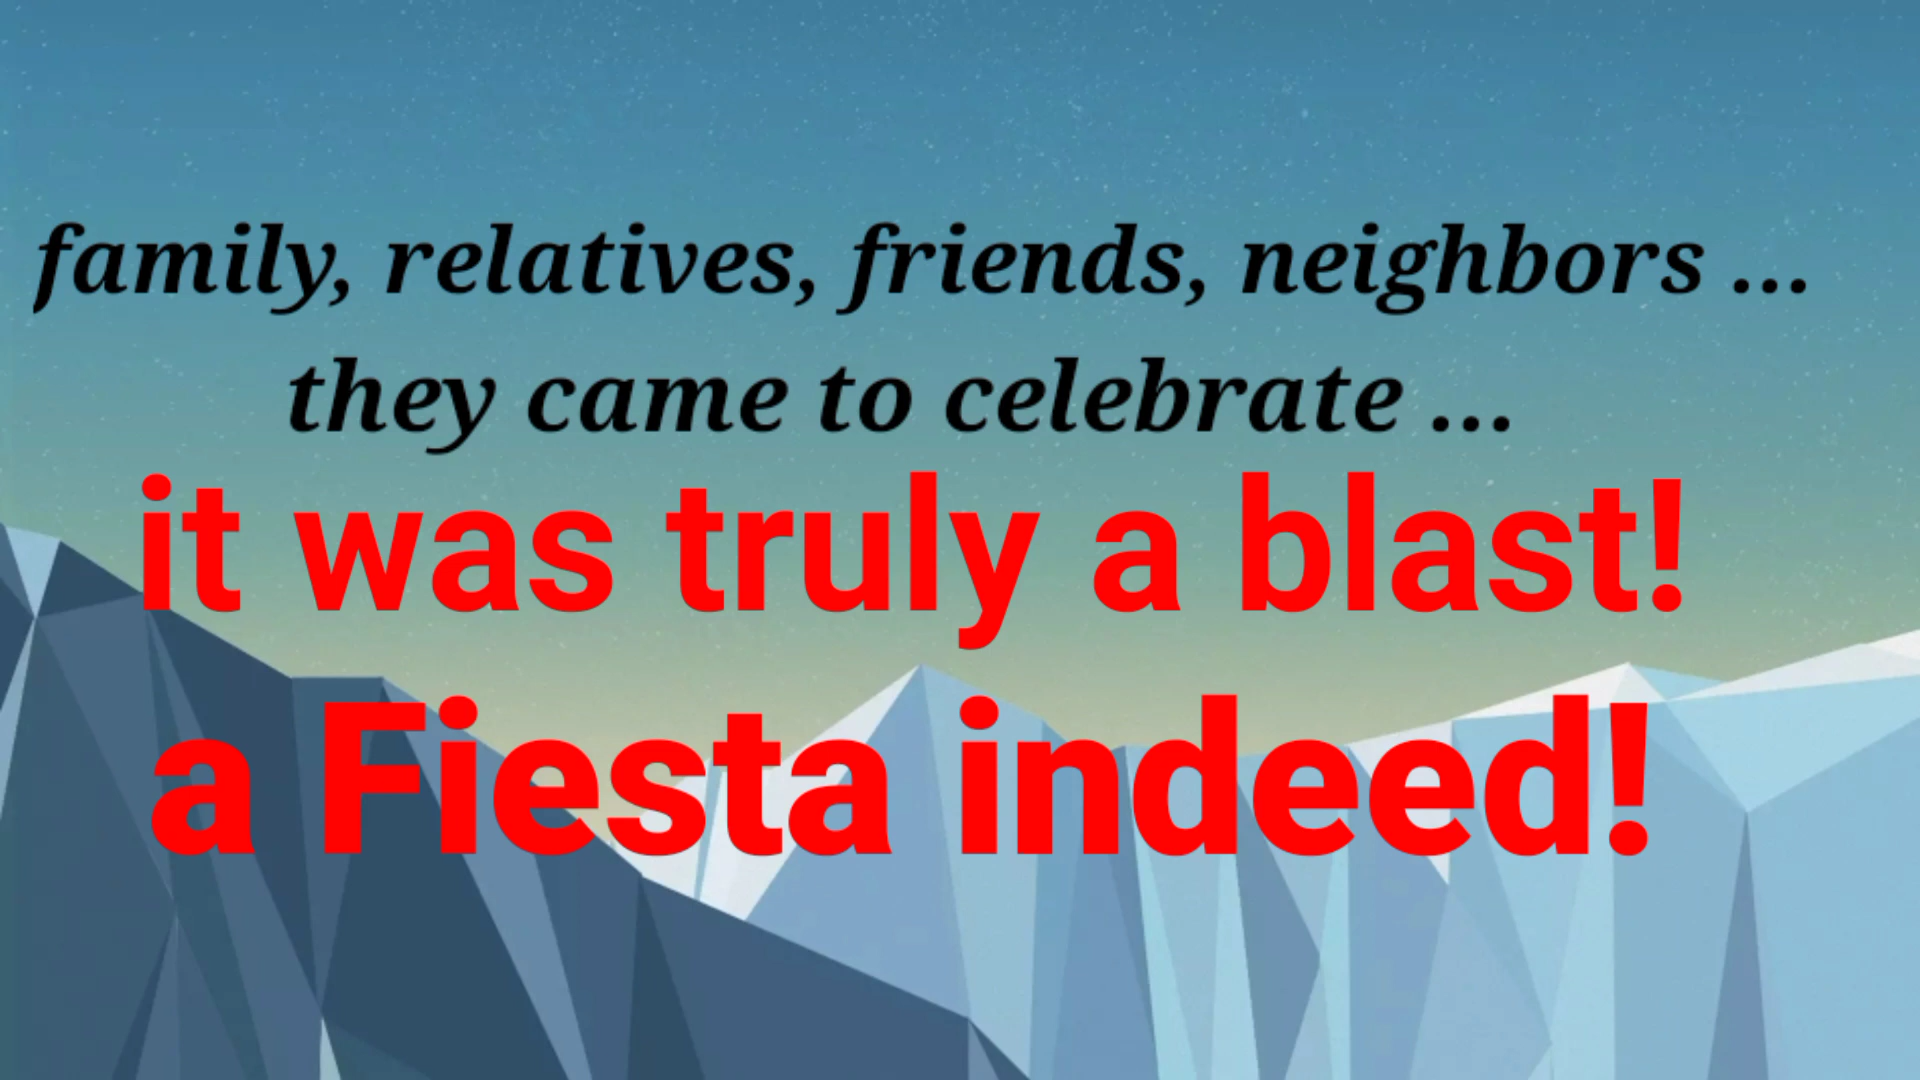 family, relatives, friends, neighbors ...
they came to celebrate ...
it was truly a blast!
a Fiesta indeed!